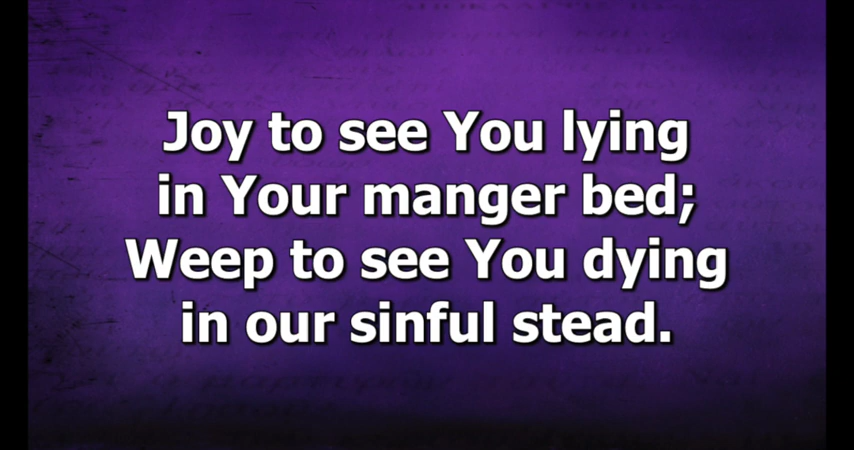 Joy to see You lying
in Your manger bed;
Weep to see You dying
in our sinful stead.